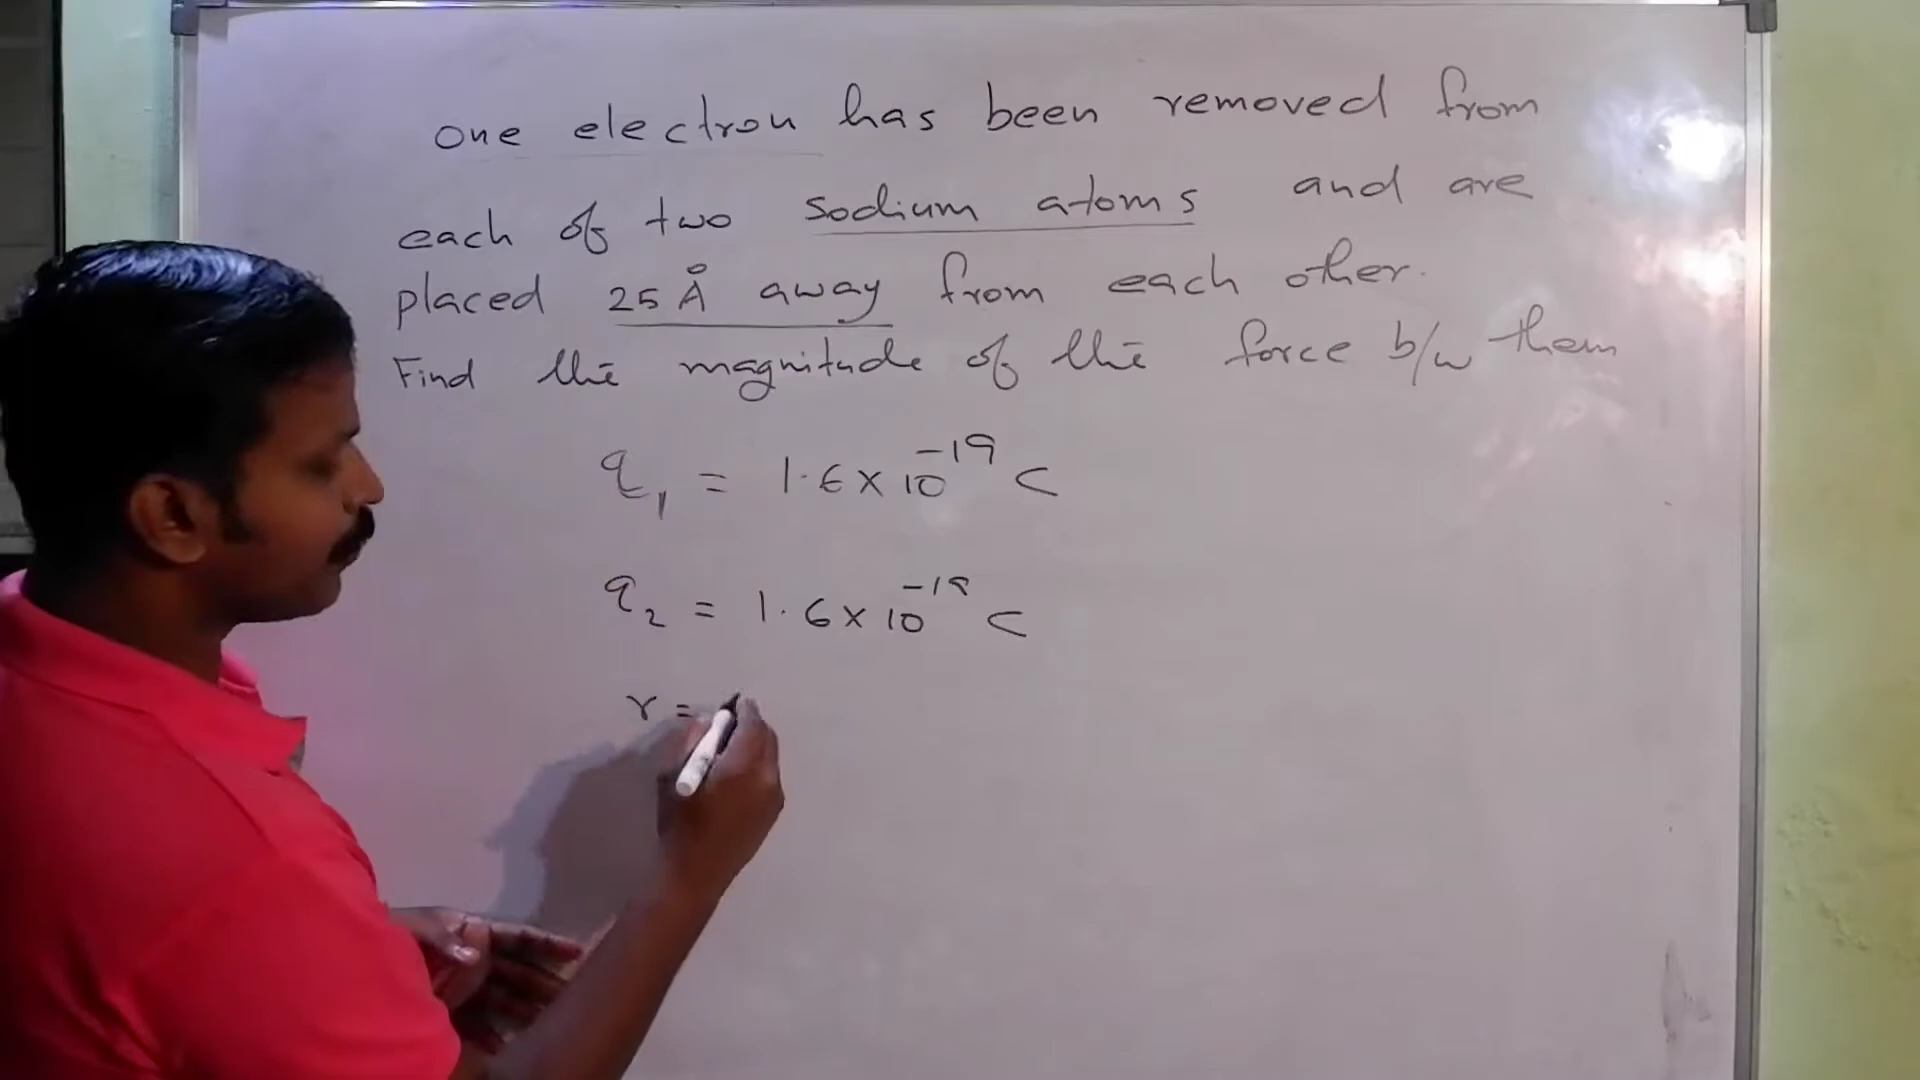 One electron has been removed from
each of two sodium atoms and are
placed 25 Å away from each other.
Find the magnitude of the force b/w them
q₁ = 1.6 × 10⁻¹⁹ C
q₂ = 1.6 × 10⁻¹⁹ C
r =